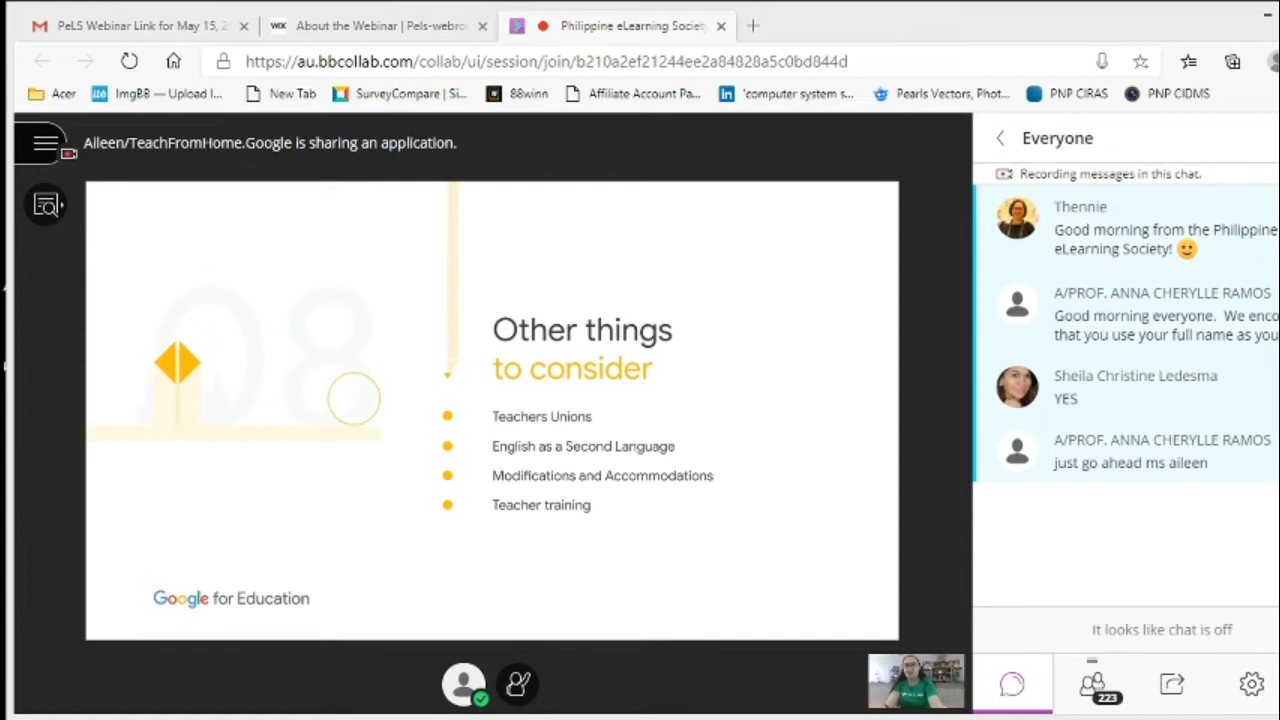 PeLS Webinar Link for May 15, 2
WIX About the Webinar | Pels-webro
Philippine eLearning Societ
https://au.bbcollab.com/collab/ui/session/join/b210a2ef21244ee2a84828a5c0bd844d
Acer
ImgBB — Upload I...
New Tab
SurveyCompare | Si...
88winn
Affiliate Account Pa...
'computer system s...
Pearls Vectors, Phot...
PNP CIRAS
PNP CIDMS
Aileen/TeachFromHome.Google is sharing an application.
08
Other things
to consider
Teachers Unions
English as a Second Language
Modifications and Accommodations
Teacher training
Google for Education
Everyone
Recording messages in this chat.
Thennie
Good morning from the Philippine
eLearning Society!
A/PROF. ANNA CHERYLLE RAMOS
Good morning everyone. We enco
that you use your full name as you
Sheila Christine Ledesma
YES
A/PROF. ANNA CHERYLLE RAMOS
just go ahead ms aileen
It looks like chat is off
223